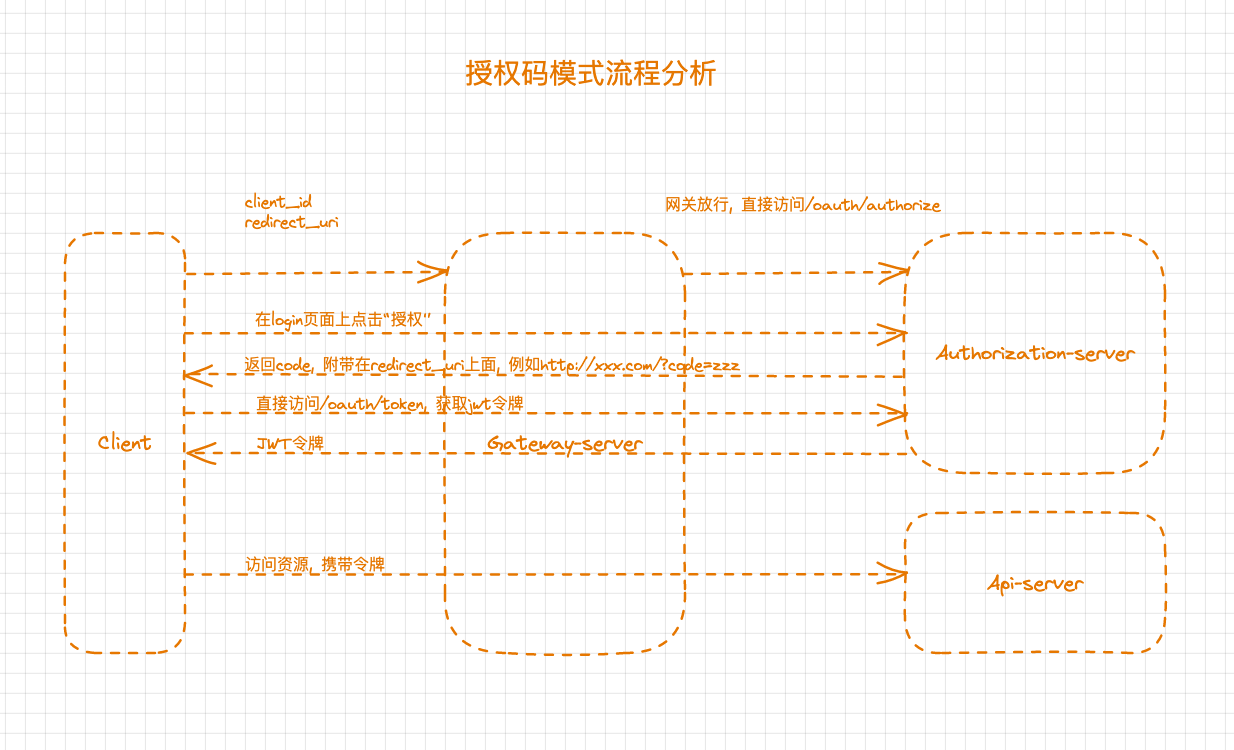 授权码模式流程分析
client_id
redirect_uri
网关放行, 直接访问/oauth/authorize
在login页面上点击“授权”
Authorization-server
返回code, 附带在redirect_uri上面, 例如http://xxx.com/?code=zzz
直接访问/oauth/token, 获取jwt令牌
Client
JWT令牌
Gateway-server
访问资源, 携带令牌
Api-server